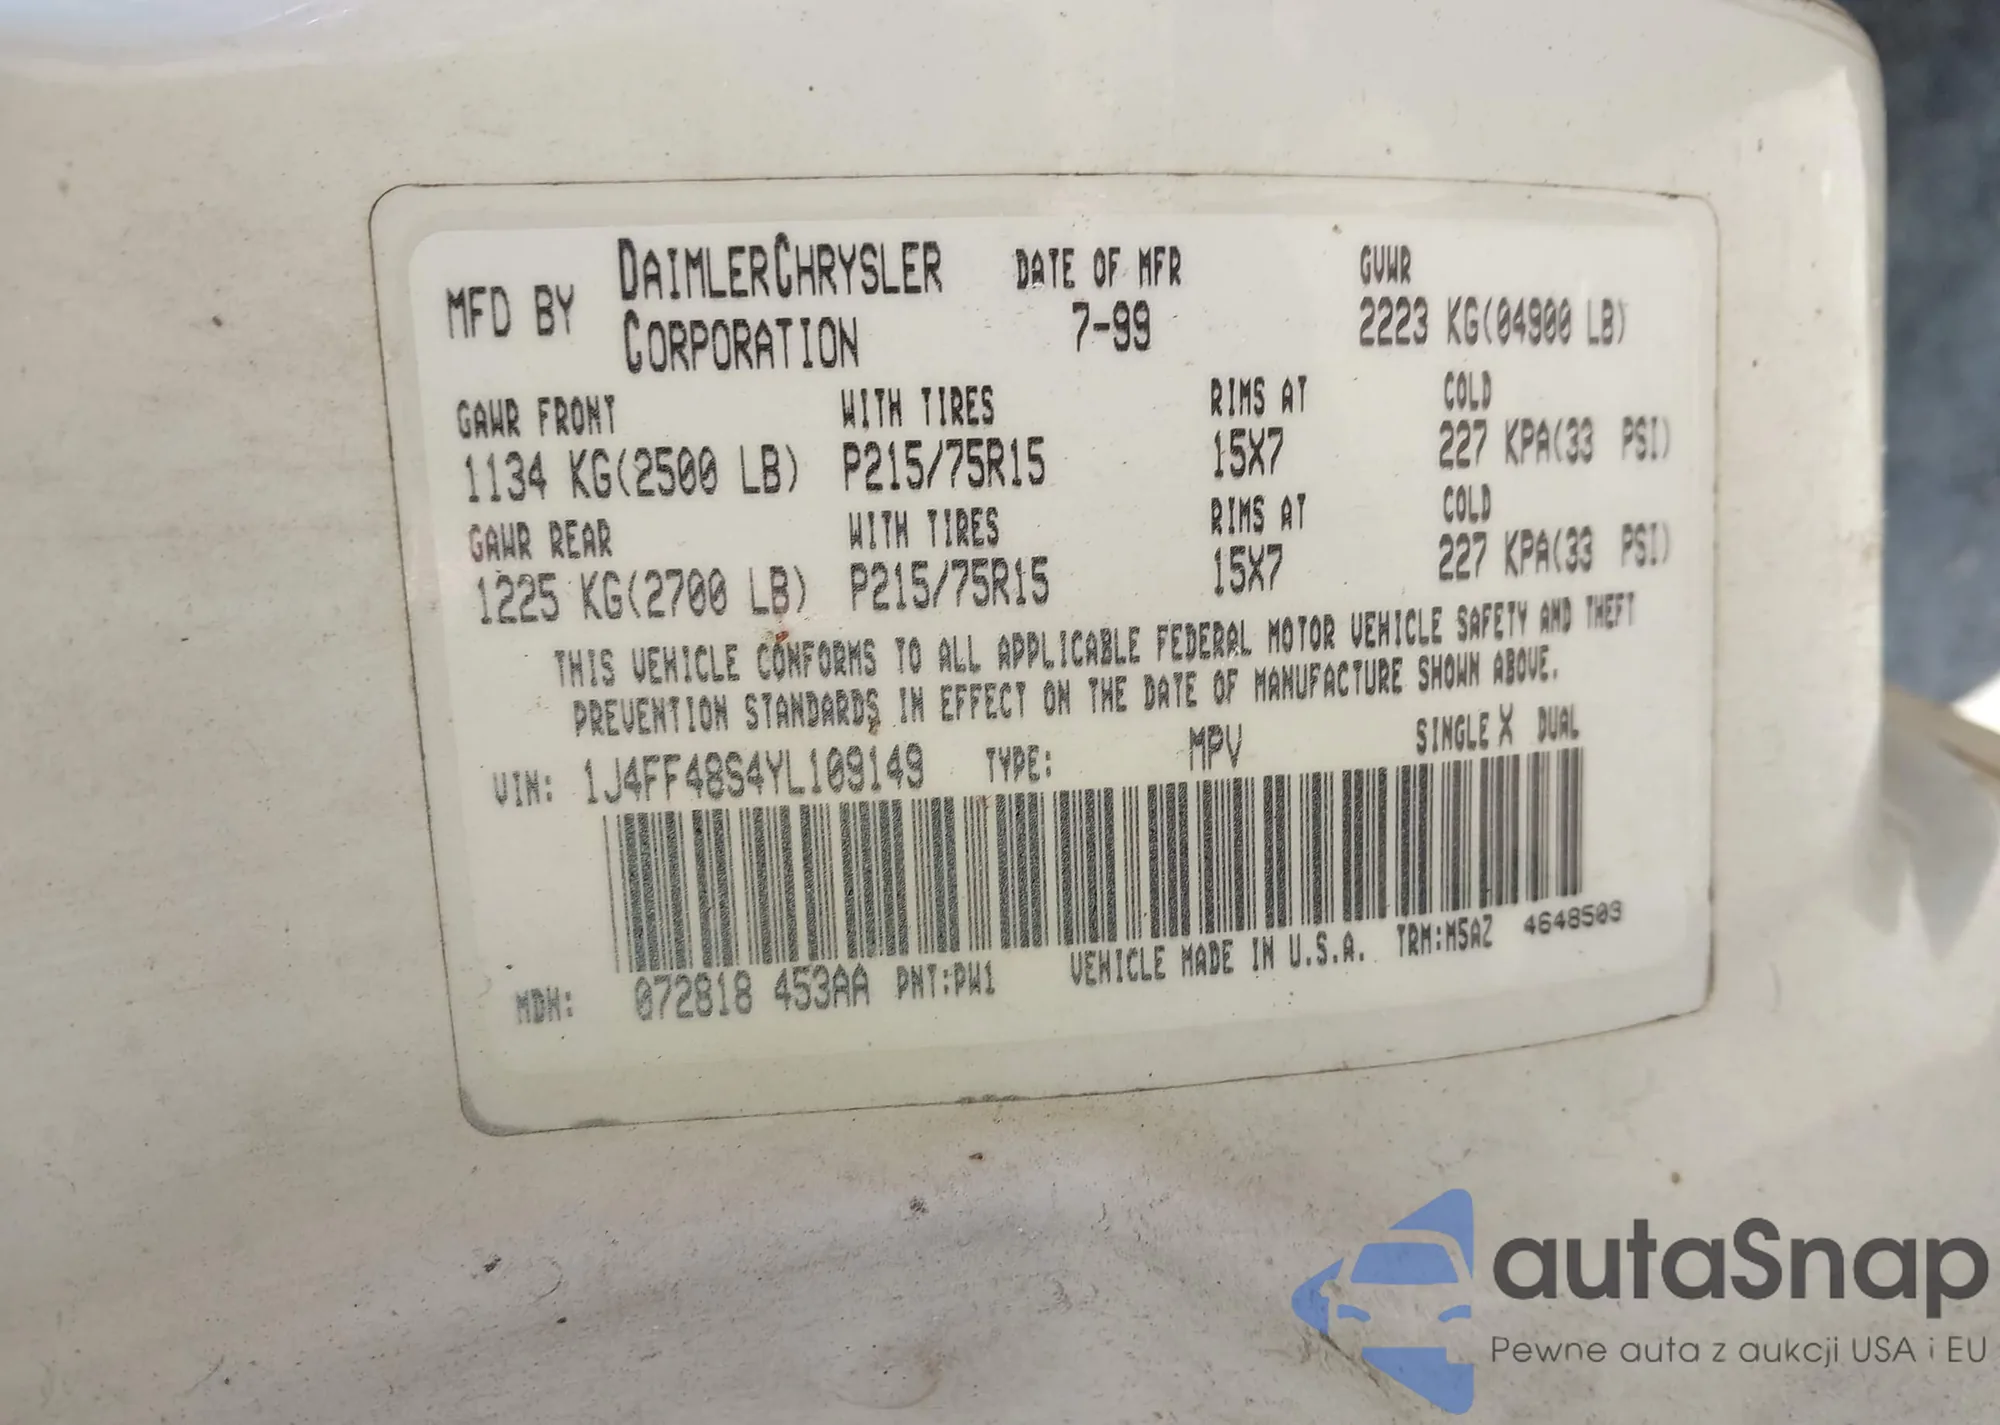 MFD BY DAIMLERCHRYSLER CORPORATION DATE OF MFR 7-99 GVWR 2223 KG(04900 LB)
GAWR FRONT WITH TIRES RIMS AT COLD
1134 KG(2500 LB) P215/75R15 15X7 227 KPA(33 PSI)
GAWR REAR WITH TIRES RIMS AT COLD
1225 KG(2700 LB) P215/75R15 15X7 227 KPA(33 PSI)
THIS VEHICLE CONFORMS TO ALL APPLICABLE FEDERAL MOTOR VEHICLE SAFETY AND THEFT
PREVENTION STANDARDS IN EFFECT ON THE DATE OF MANUFACTURE SHOWN ABOVE.
VIN: 1J4FF48S4YL109149 TYPE: MPV SINGLE X DUAL
MDH: 072818 453AA PNT:PW1 VEHICLE MADE IN U.S.A. TRM:M5AZ 4648503
autaSnap
Pewne auta z aukcji USA i EU